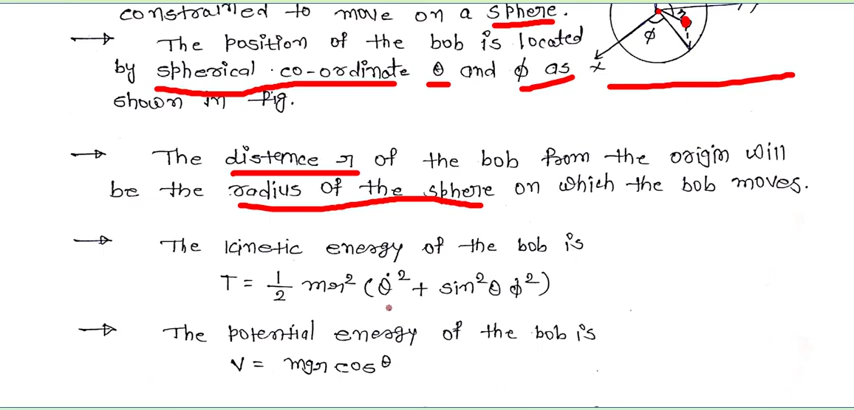 constrained to move on a sphere.
→ The position of the bob is located
by spherical co-ordinate θ and ϕ as
shown in Fig.
ϕ
x
→ The distance r of the bob from the origin will
be the radius of the sphere on which the bob moves.
→ The kinetic energy of the bob is
T = 1/2 mr² (θ̇² + sin²θ ϕ̇²)
→ The potential energy of the bob is
V = mgr cosθ